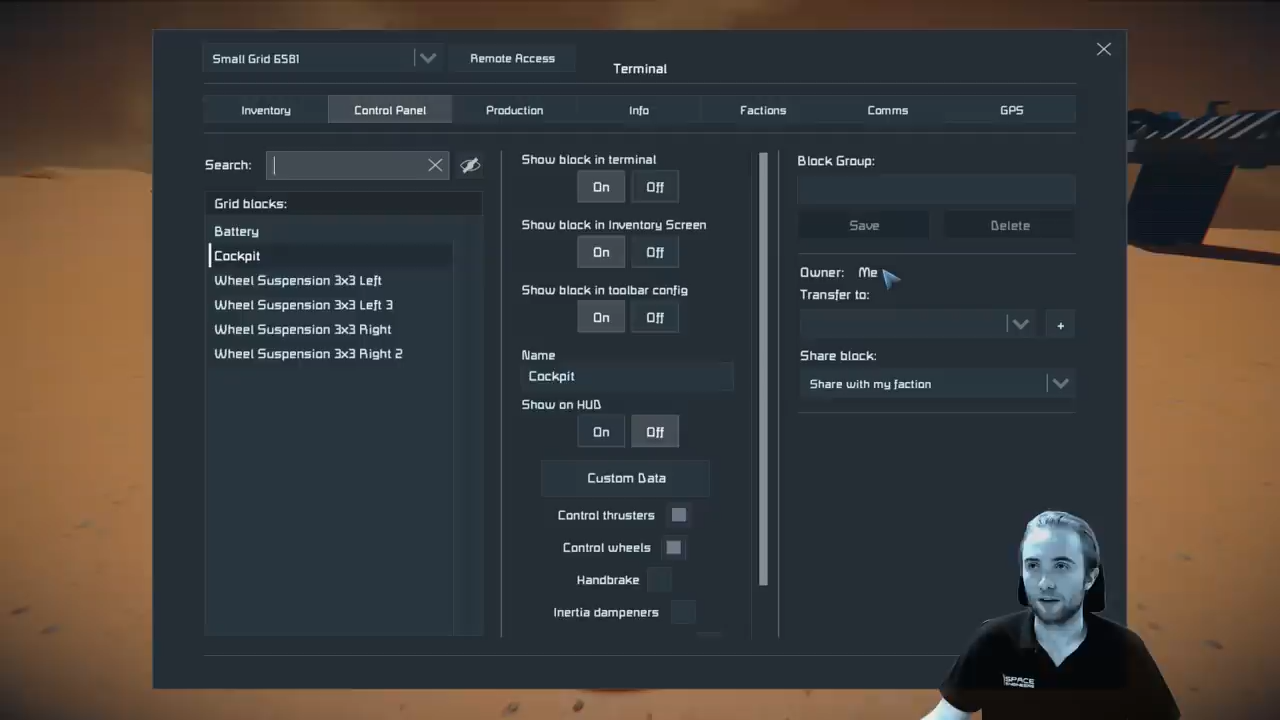 Small Grid 6581
Remote Access
Terminal
Inventory
Control Panel
Production
Info
Factions
Comms
GPS
Search:
Grid blocks:
Battery
Cockpit
Wheel Suspension 3x3 Left
Wheel Suspension 3x3 Left 3
Wheel Suspension 3x3 Right
Wheel Suspension 3x3 Right 2
Show block in terminal
On
Off
Show block in Inventory Screen
On
Off
Show block in toolbar config
On
Off
Name
Cockpit
Show on HUD
On
Off
Custom Data
Control thrusters
Control wheels
Handbrake
Inertia dampeners
Block Group:
Save
Delete
Owner: Me
Transfer to:
+
Share block:
Share with my faction
SPACE
ENGINEERS